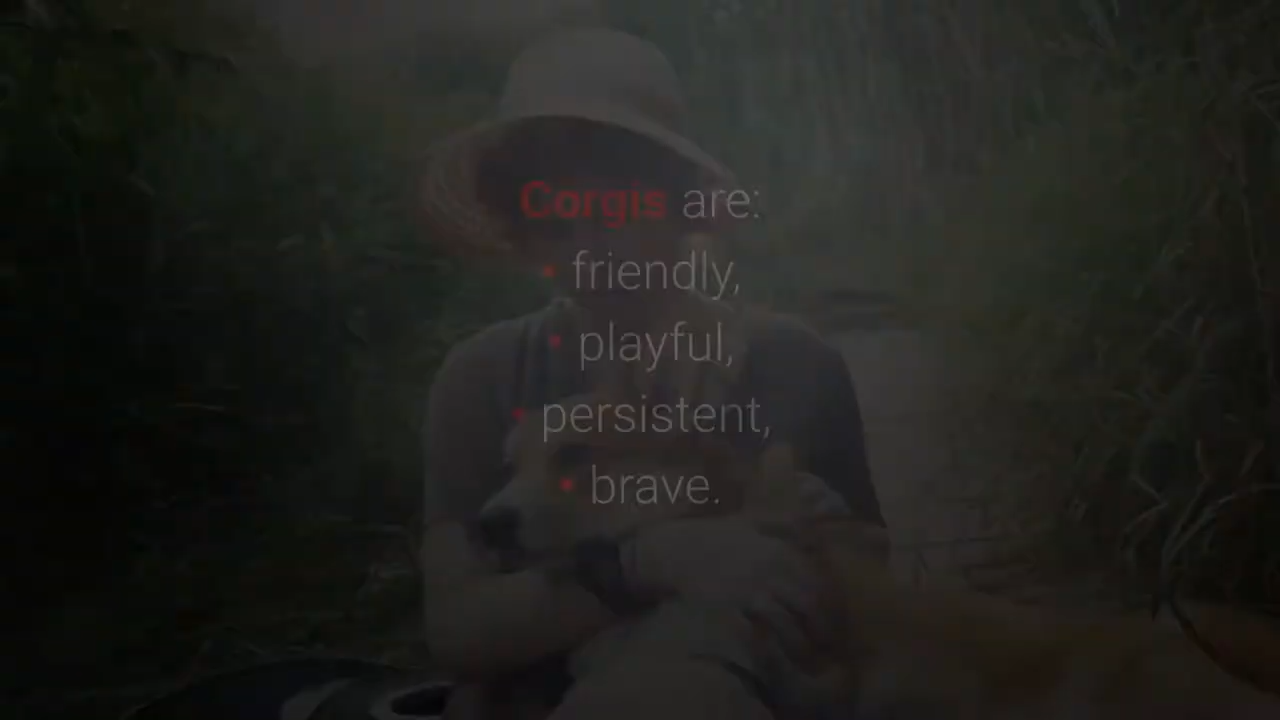 Corgis are:
• friendly,
• playful,
• persistent,
• brave.